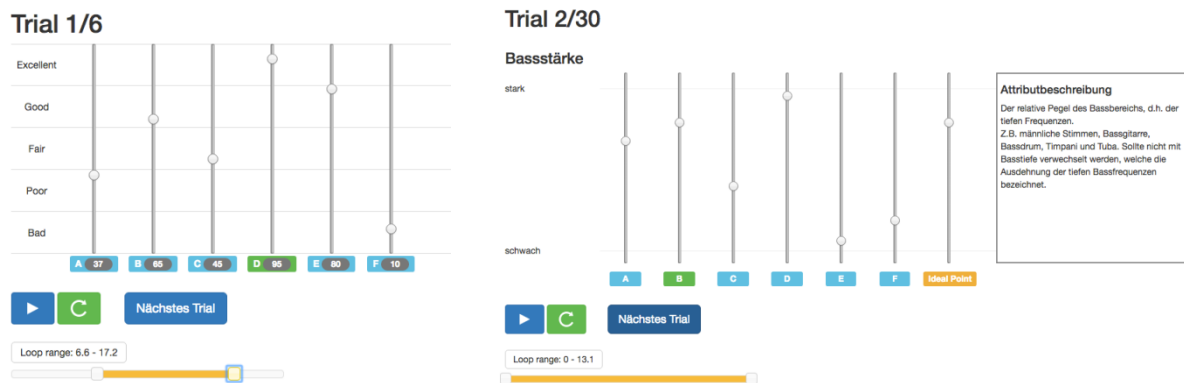 Trial 1/6
Excellent
Good
Fair
Poor
Bad
A 37 B 65 C 45 D 95 E 80 F 10
Nächstes Trial
Loop range: 6.6 - 17.2
Trial 2/30
Bassstärke
stark
schwach
A B C D E F Ideal Point
Attributbeschreibung
Der relative Pegel des Bassbereichs, d.h. der
tiefen Frequenzen.
Z.B. männliche Stimmen, Bassgitarre,
Bassdrum, Timpani und Tuba. Sollte nicht mit
Basstiefe verwechselt werden, welche die
Ausdehnung der tiefen Bassfrequenzen
bezeichnet.
Nächstes Trial
Loop range: 0 - 13.1